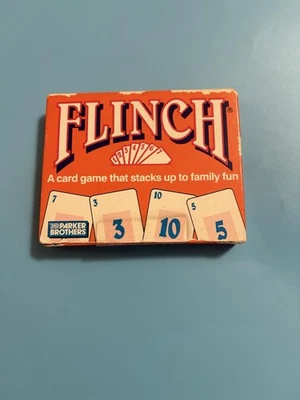 FLINCH®
A card game that stacks up to family fun
7 3 10 5
3 10 5
PARKER
BROTHERS